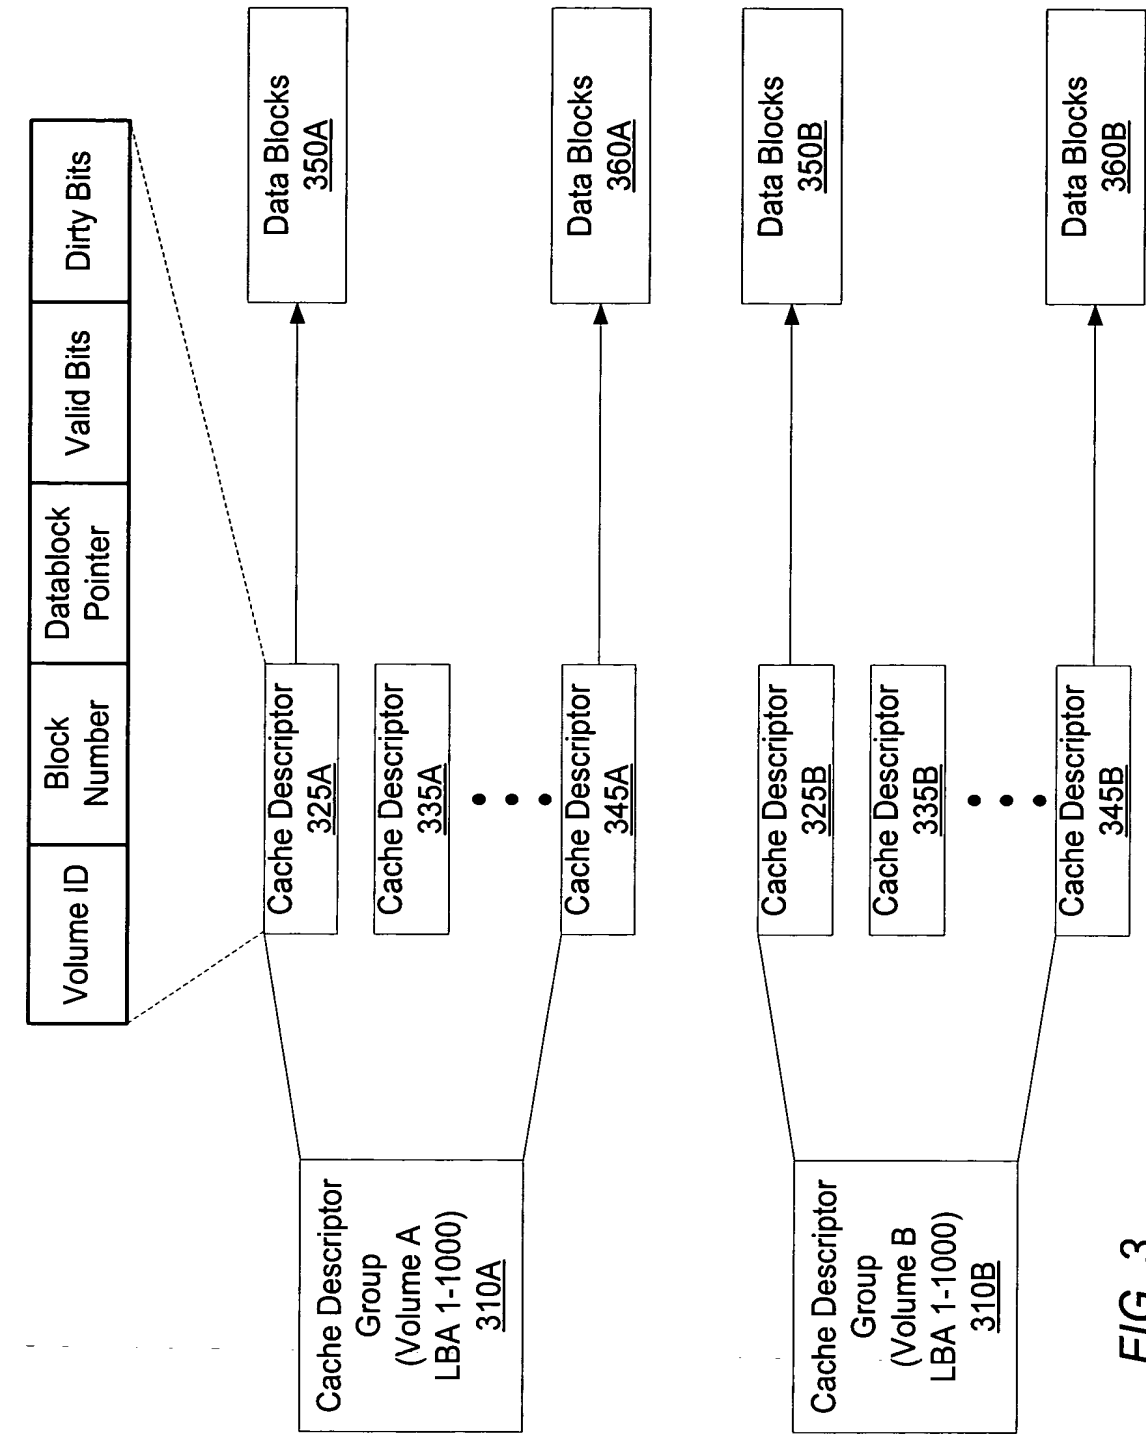 Volume ID
Block
Number
Datablock
Pointer
Valid Bits
Dirty Bits
Cache Descriptor
Group
(Volume A
LBA 1-1000)
310A
Cache Descriptor
325A
Data Blocks
350A
Cache Descriptor
335A
Cache Descriptor
345A
Data Blocks
360A
Cache Descriptor
Group
(Volume B
LBA 1-1000)
310B
Cache Descriptor
325B
Data Blocks
350B
Cache Descriptor
335B
Cache Descriptor
345B
Data Blocks
360B
FIG. 3